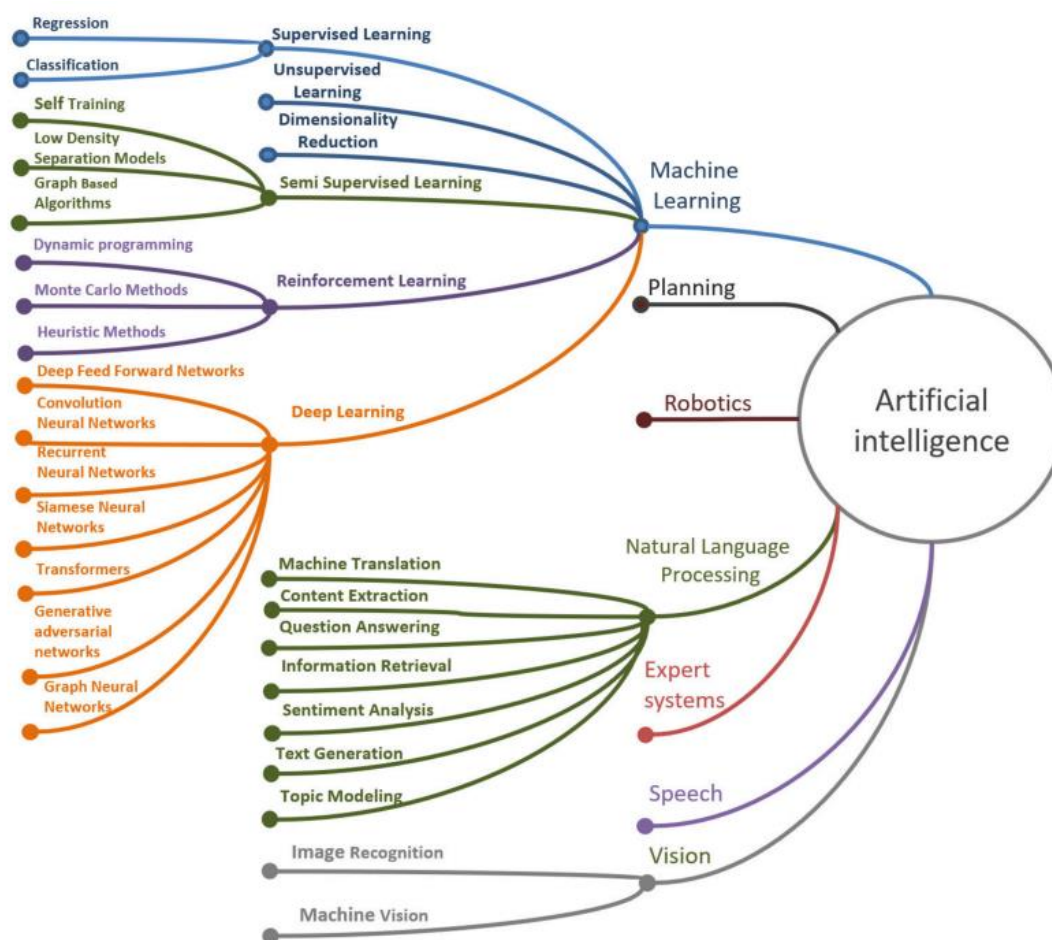 Regression
Classification
Supervised Learning
Unsupervised
Learning
Dimensionality
Reduction
Self Training
Low Density
Separation Models
Graph Based
Algorithms
Semi Supervised Learning
Machine
Learning
Dynamic programming
Monte Carlo Methods
Heuristic Methods
Reinforcement Learning
Planning
Deep Feed Forward Networks
Convolution
Neural Networks
Recurrent
Neural Networks
Siamese Neural
Networks
Transformers
Generative
adversarial
networks
Graph Neural
Networks
Deep Learning
Robotics
Artificial
intelligence
Machine Translation
Content Extraction
Question Answering
Information Retrieval
Sentiment Analysis
Text Generation
Topic Modeling
Natural Language
Processing
Expert
systems
Speech
Image Recognition
Machine Vision
Vision